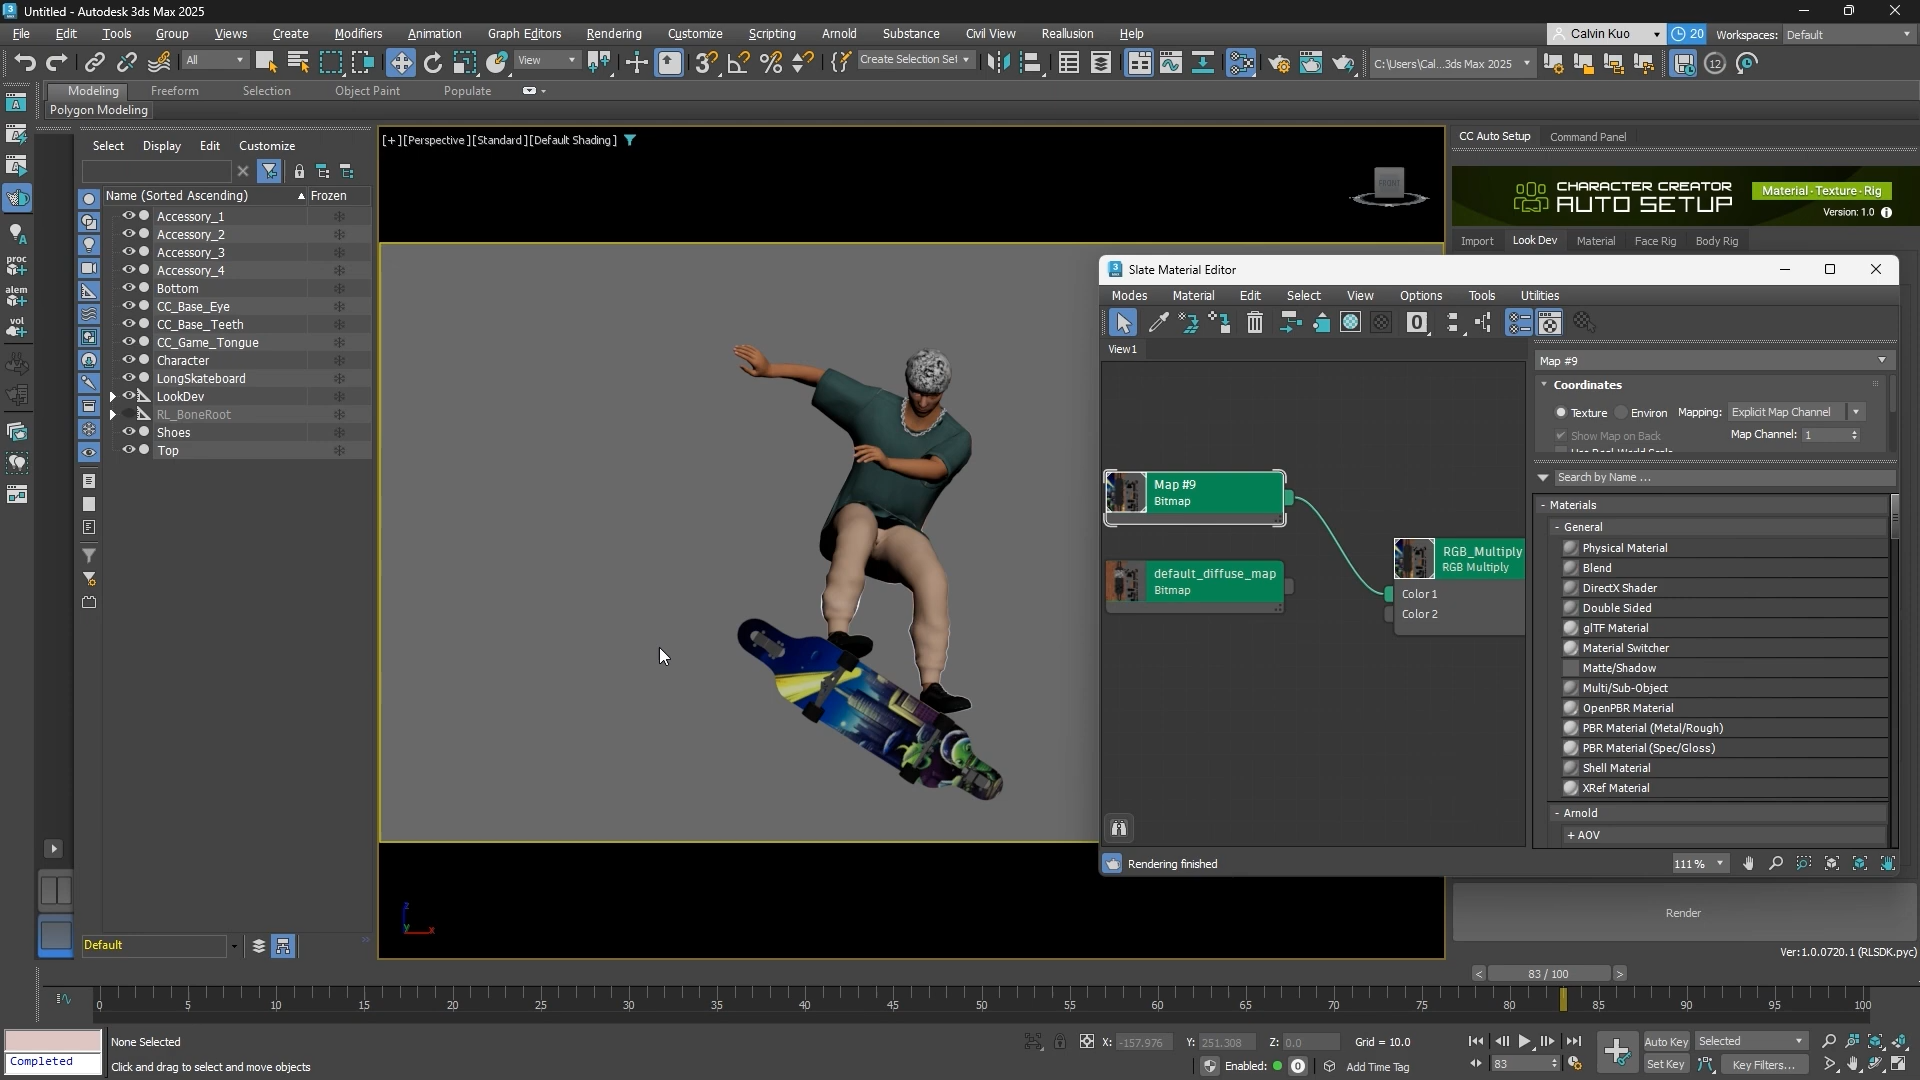 Untitled - Autodesk 3ds Max 2025
File Edit Tools Group Views Create Modifiers Animation Graph Editors Rendering Customize Scripting Arnold Substance Civil View Reallusion Help
Calvin Kuo 20 Workspaces: Default
All View Create Selection Set C:\Users\Cal...3ds Max 2025 12
Modeling Freeform Selection Object Paint Populate
Polygon Modeling
Select Display Edit Customize
Name (Sorted Ascending) Frozen
Accessory_1
Accessory_2
Accessory_3
Accessory_4
Bottom
CC_Base_Eye
CC_Base_Teeth
CC_Game_Tongue
Character
LongSkateboard
LookDev
RL_BoneRoot
Shoes
Top
proc
alem
vol
[+][Perspective][Standard][Default Shading]
FRONT
CC Auto Setup Command Panel
CHARACTER CREATOR
AUTO SETUP
Material · Texture · Rig
Version: 1.0
Import Look Dev Material Face Rig Body Rig
Slate Material Editor
Modes Material Edit Select View Options Tools Utilities
View1
Map #9
Bitmap
default_diffuse_map
Bitmap
RGB_Multiply
RGB Multiply
Color 1
Color 2
Map #9
Coordinates
Texture Environ Mapping: Explicit Map Channel
Show Map on Back Map Channel: 1
Search by Name ...
- Materials
- General
Physical Material
Blend
DirectX Shader
Double Sided
glTF Material
Material Switcher
Matte/Shadow
Multi/Sub-Object
OpenPBR Material
PBR Material (Metal/Rough)
PBR Material (Spec/Gloss)
Shell Material
XRef Material
- Arnold
+ AOV
Rendering finished
111%
Render
Ver:1.0.0720.1 (RLSDK.pyc)
Default
z
y
x
< 83 / 100 >
0 5 10 15 20 25 30 35 40 45 50 55 60 65 70 75 80 85 90 95 100
None Selected
Completed
Click and drag to select and move objects
X: -157.976 Y: 251.308 Z: 0.0 Grid = 10.0
Enabled: 0 Add Time Tag
83
Auto Key Selected
Set Key Key Filters...